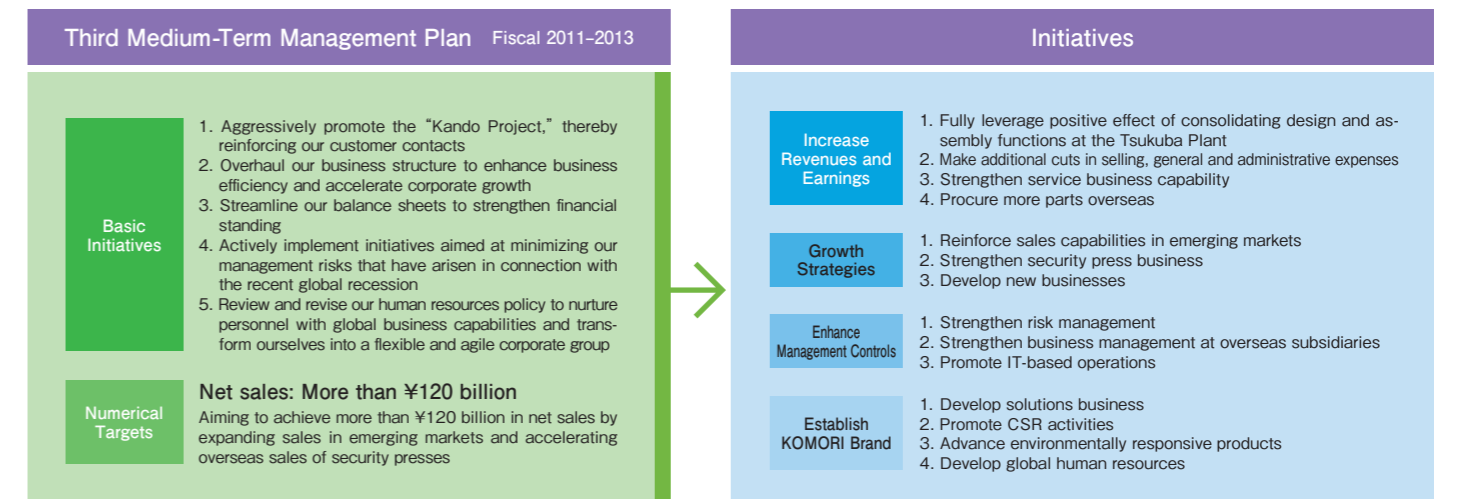 Third Medium-Term Management Plan Fiscal 2011–2013
Basic
Initiatives
1. Aggressively promote the “Kando Project,” thereby
reinforcing our customer contacts
2. Overhaul our business structure to enhance business
efficiency and accelerate corporate growth
3. Streamline our balance sheets to strengthen financial
standing
4. Actively implement initiatives aimed at minimizing our
management risks that have arisen in connection with
the recent global recession
5. Review and revise our human resources policy to nurture
personnel with global business capabilities and trans-
form ourselves into a flexible and agile corporate group
Numerical
Targets
Net sales: More than ¥120 billion
Aiming to achieve more than ¥120 billion in net sales by
expanding sales in emerging markets and accelerating
overseas sales of security presses
Initiatives
Increase
Revenues and
Earnings
1. Fully leverage positive effect of consolidating design and as-
sembly functions at the Tsukuba Plant
2. Make additional cuts in selling, general and administrative expenses
3. Strengthen service business capability
4. Procure more parts overseas
Growth
Strategies
1. Reinforce sales capabilities in emerging markets
2. Strengthen security press business
3. Develop new businesses
Enhance
Management Controls
1. Strengthen risk management
2. Strengthen business management at overseas subsidiaries
3. Promote IT-based operations
Establish
KOMORI Brand
1. Develop solutions business
2. Promote CSR activities
3. Advance environmentally responsive products
4. Develop global human resources